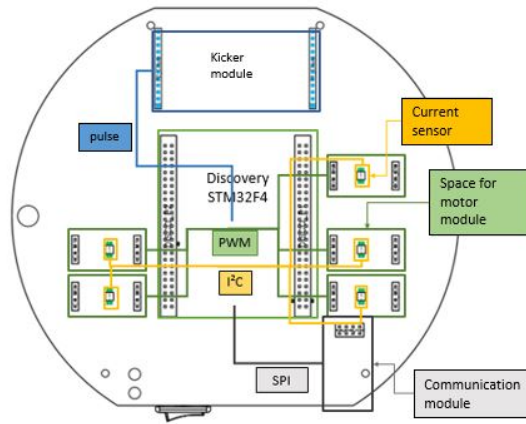 Kicker
module
Current
sensor
pulse
Discovery
STM32F4
Space for
motor
module
PWM
I²C
SPI
Communication
module